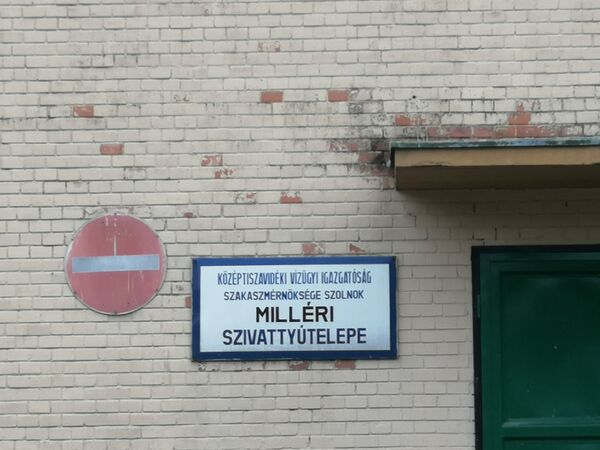 KÖZÉPTISZAVIDÉKI VÍZÜGYI IGAZGATÓSÁG
SZAKASZMÉRNÖKSÉGE SZOLNOK
MILLÉRI
SZIVATTYÚTELEPE